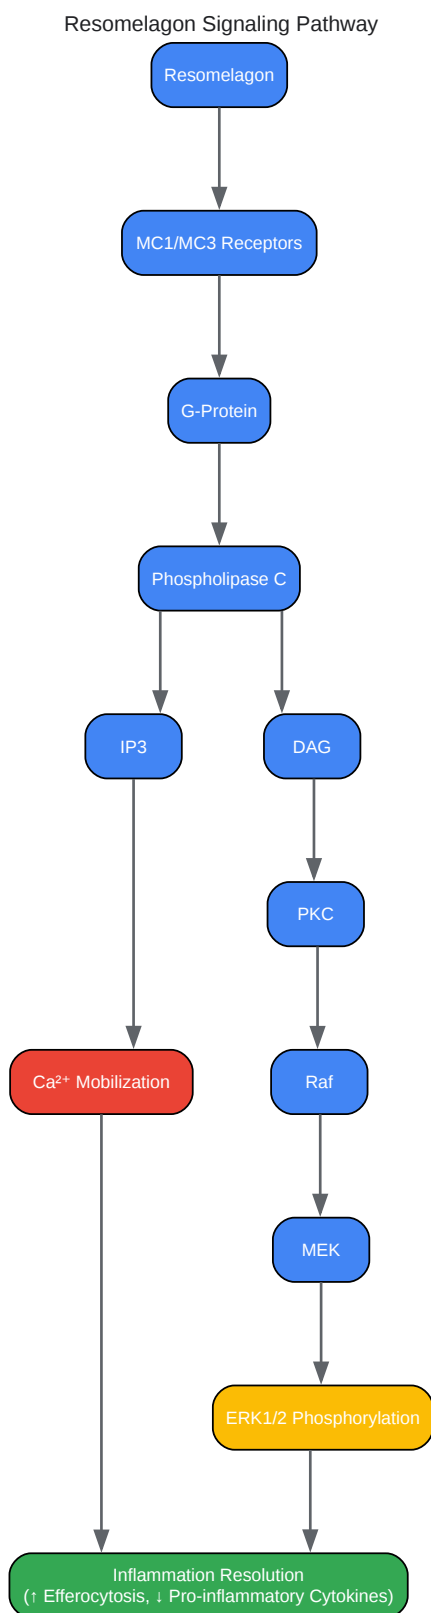 Resomelagon Signaling Pathway
Resomelagon
MC1/MC3 Receptors
G-Protein
Phospholipase C
IP3
DAG
PKC
Ca²⁺ Mobilization
Raf
MEK
ERK1/2 Phosphorylation
Inflammation Resolution
(↑ Efferocytosis, ↓ Pro-inflammatory Cytokines)